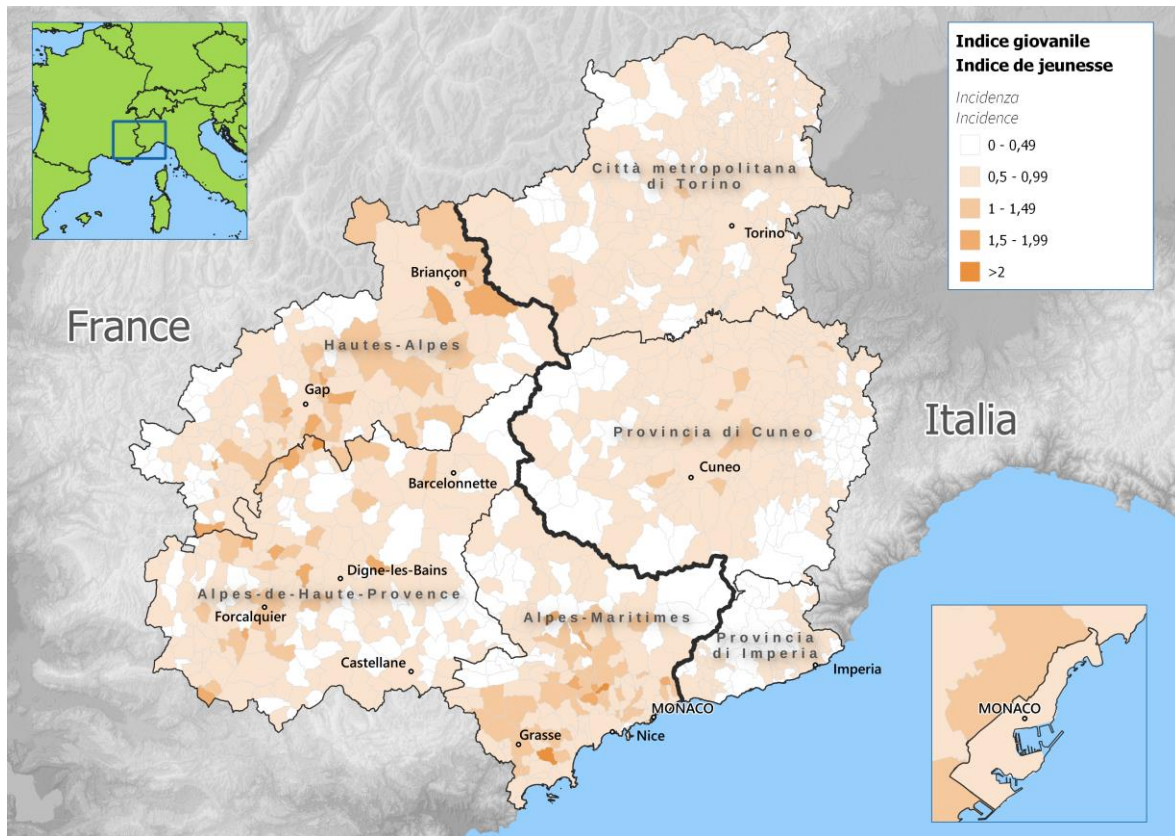 Indice giovanile
Indice de jeunesse
Incidenza
Incidence
0 - 0,49
0,5 - 0,99
1 - 1,49
1,5 - 1,99
>2
Città metropolitana
di Torino
Torino
Briançon
France
Hautes-Alpes
Gap
Italia
Provincia di Cuneo
Cuneo
Barcelonnette
Digne-les-Bains
Alpes-de-Haute-Provence
Forcalquier
Alpes-Maritimes
Provincia
di Imperia
Imperia
Castellane
MONACO
Nice
Grasse
MONACO